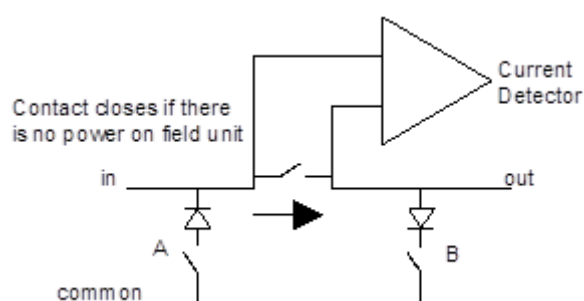 Current
Detector
Contact closes if there
is no power on field unit
in
out
A
B
common